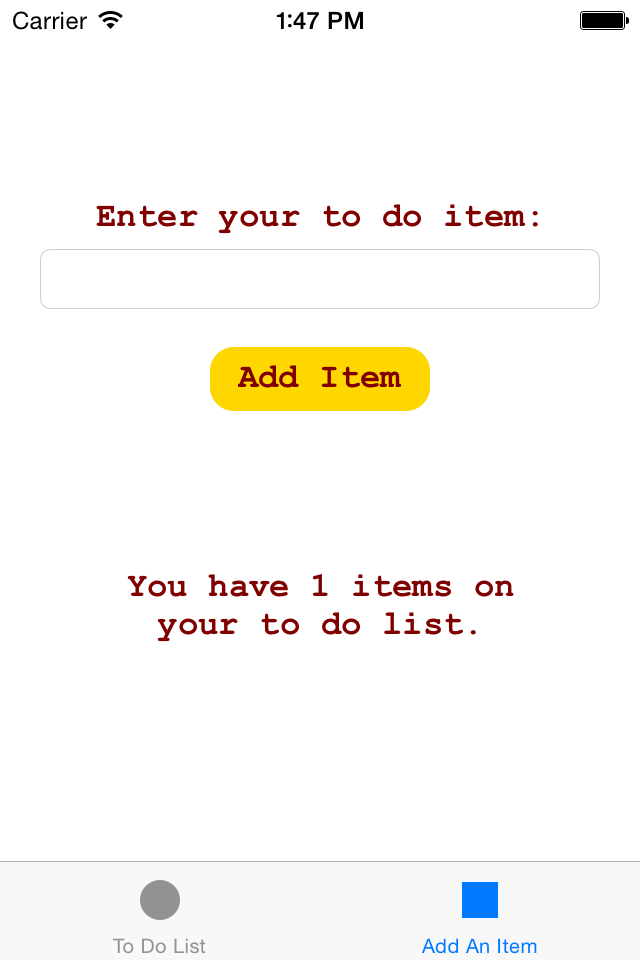 Carrier 1:47 PM
Enter your to do item:
Add Item
You have 1 items on
your to do list.
To Do List Add An Item